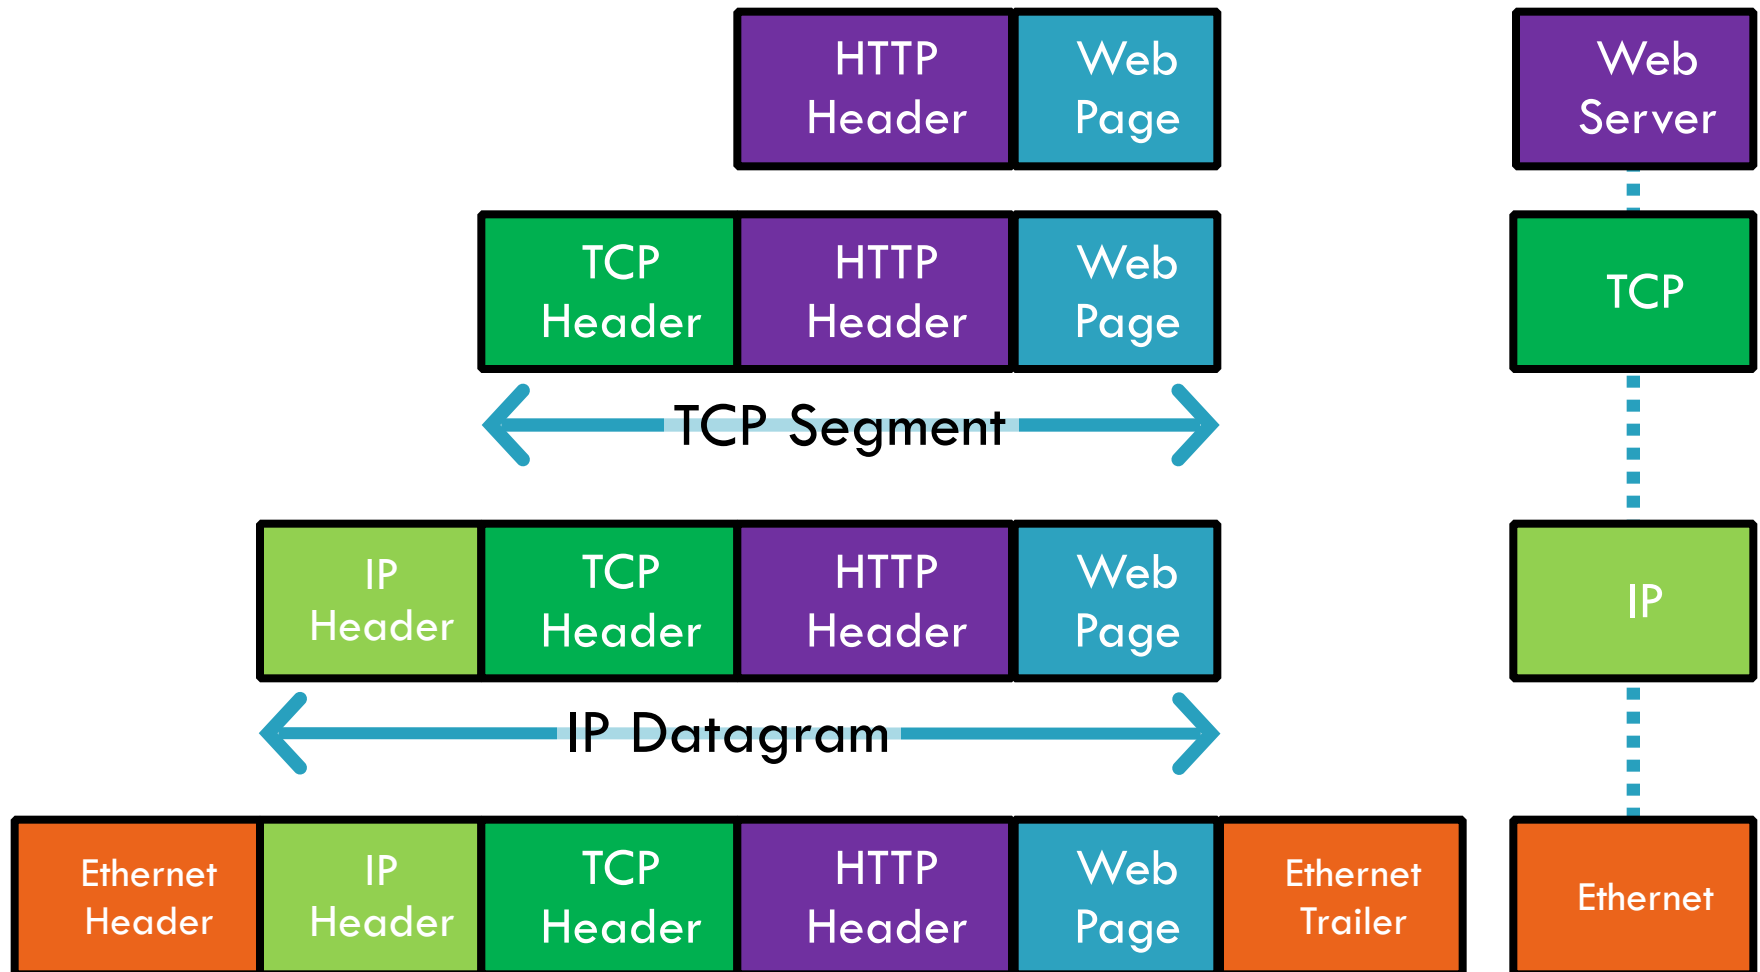 HTTP
Header
Web
Page
Web
Server
TCP
Header
HTTP
Header
Web
Page
TCP
TCP Segment
IP
Header
TCP
Header
HTTP
Header
Web
Page
IP
IP Datagram
Ethernet
Header
IP
Header
TCP
Header
HTTP
Header
Web
Page
Ethernet
Trailer
Ethernet